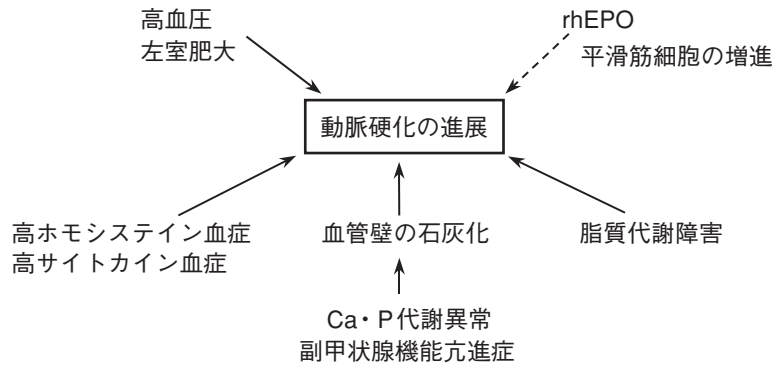 高血圧
左室肥大
rhEPO
平滑筋細胞の増進
動脈硬化の進展
高ホモシステイン血症
高サイトカイン血症
血管壁の石灰化
脂質代謝障害
Ca・P代謝異常
副甲状腺機能亢進症